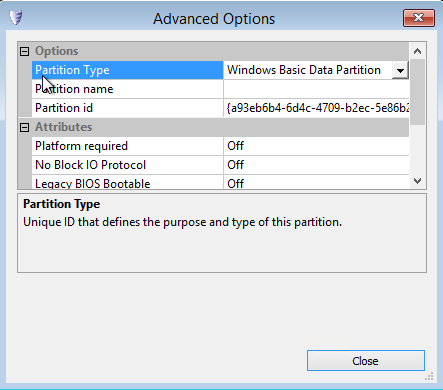 Advanced Options
Options
Partition Type Windows Basic Data Partition
Partition name
Partition id {a93eb6b4-6d4c-4709-b2ec-5e86b2
Attributes
Platform required Off
No Block IO Protocol Off
Legacy BIOS Bootable Off
Partition Type
Unique ID that defines the purpose and type of this partition.
Close